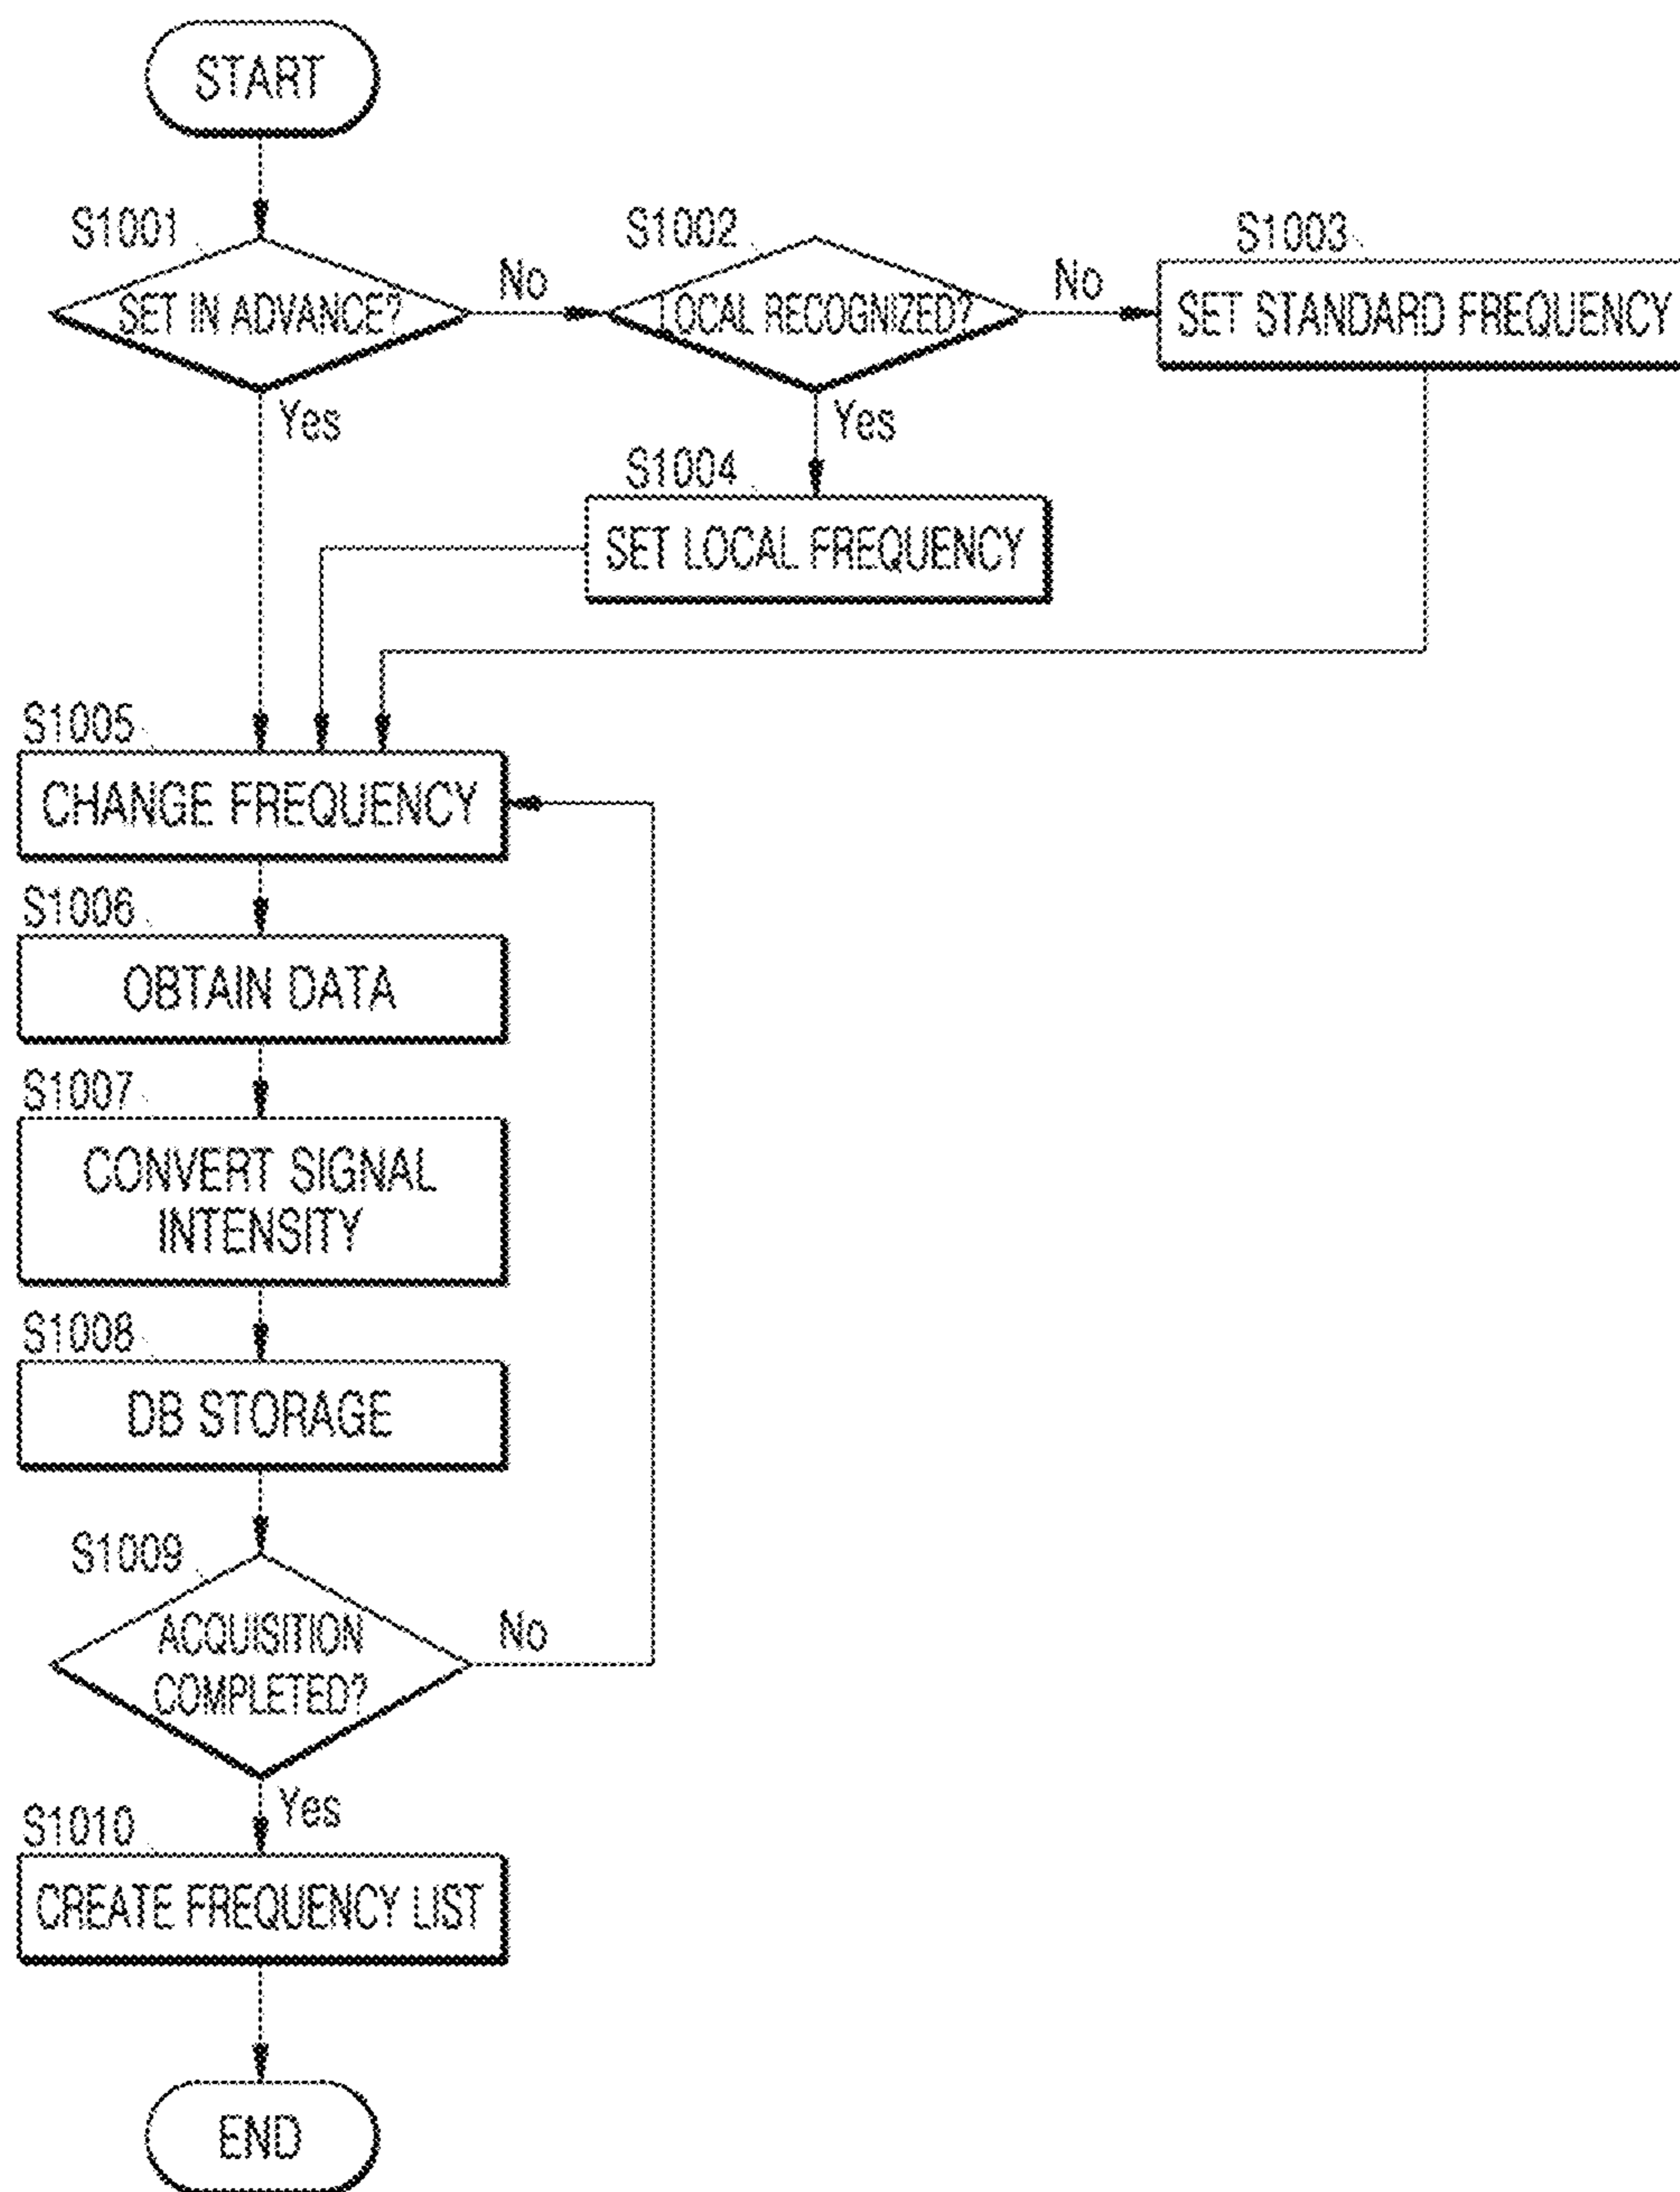 START
S1001
SET IN ADVANCE?
No
S1002
LOCAL RECOGNIZED?
No
S1003
SET STANDARD FREQUENCY
Yes
Yes
S1004
SET LOCAL FREQUENCY
S1005
CHANGE FREQUENCY
S1006
OBTAIN DATA
S1007
CONVERT SIGNAL
INTENSITY
S1008
DB STORAGE
S1009
ACQUISITION
COMPLETED?
No
Yes
S1010
CREATE FREQUENCY LIST
END